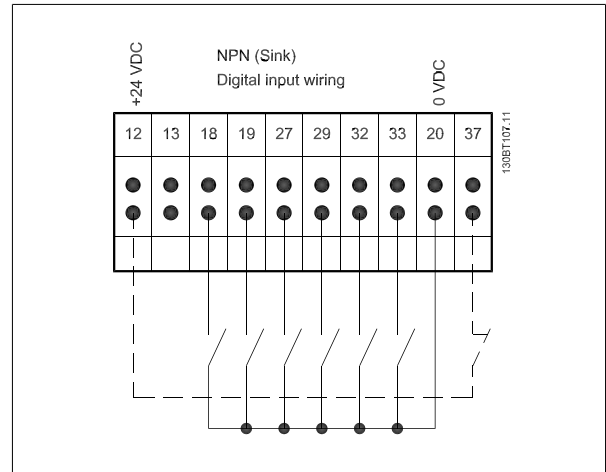 +24 VDC
NPN (Sink)
Digital input wiring
0 VDC
12 13 18 19 27 29 32 33 20 37
130BT107.11